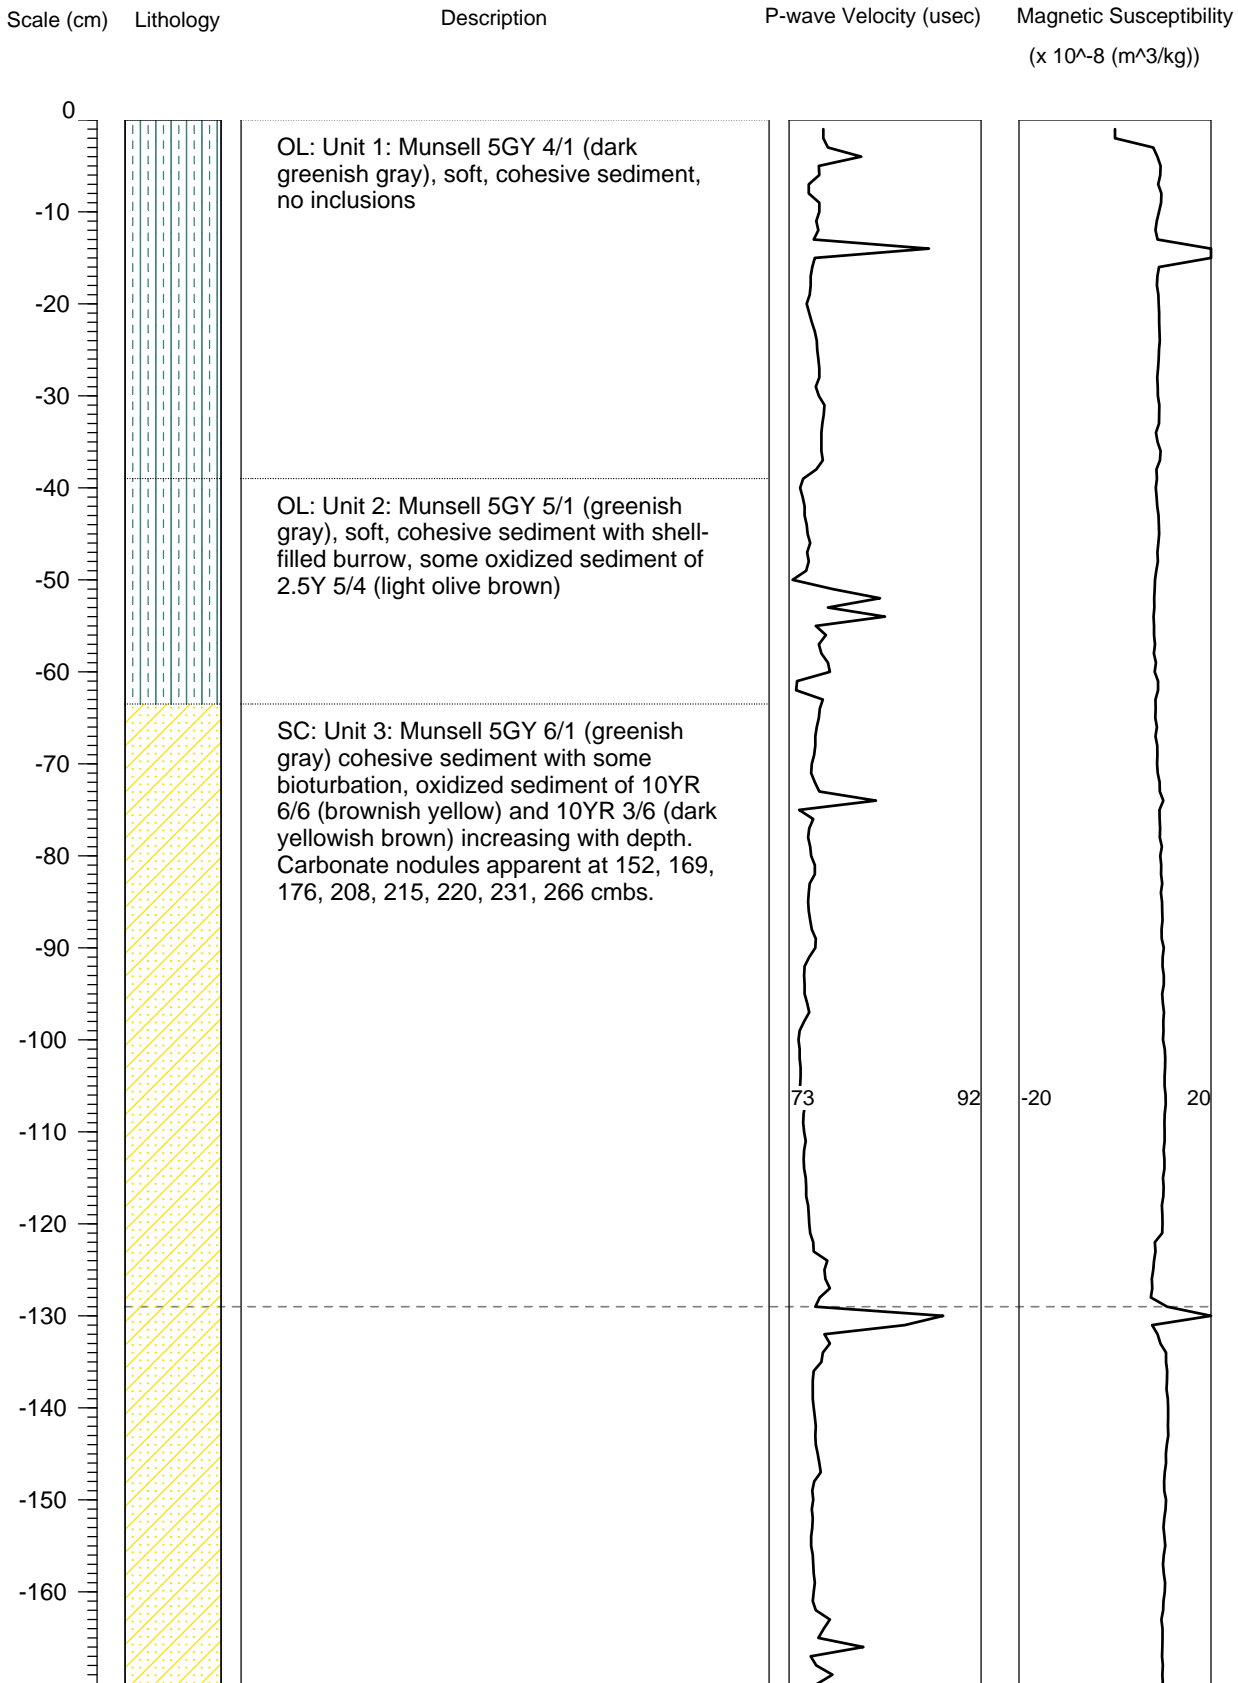 Scale (cm) Lithology Description P-wave Velocity (usec) Magnetic Susceptibility
(x 10^-8 (m^3/kg))
0
OL: Unit 1: Munsell 5GY 4/1 (dark
greenish gray), soft, cohesive sediment,
no inclusions
-10
-20
-30
-40
OL: Unit 2: Munsell 5GY 5/1 (greenish
gray), soft, cohesive sediment with shell-
filled burrow, some oxidized sediment of
2.5Y 5/4 (light olive brown)
-50
-60
SC: Unit 3: Munsell 5GY 6/1 (greenish
gray) cohesive sediment with some
bioturbation, oxidized sediment of 10YR
6/6 (brownish yellow) and 10YR 3/6 (dark
yellowish brown) increasing with depth.
Carbonate nodules apparent at 152, 169,
176, 208, 215, 220, 231, 266 cmbs.
-70
-80
-90
-100
73 92 -20 20
-110
-120
-130
-140
-150
-160